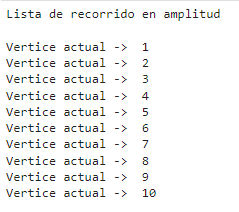 Lista de recorrido en amplitud
Vertice actual -> 1
Vertice actual -> 2
Vertice actual -> 3
Vertice actual -> 4
Vertice actual -> 5
Vertice actual -> 6
Vertice actual -> 7
Vertice actual -> 8
Vertice actual -> 9
Vertice actual -> 10